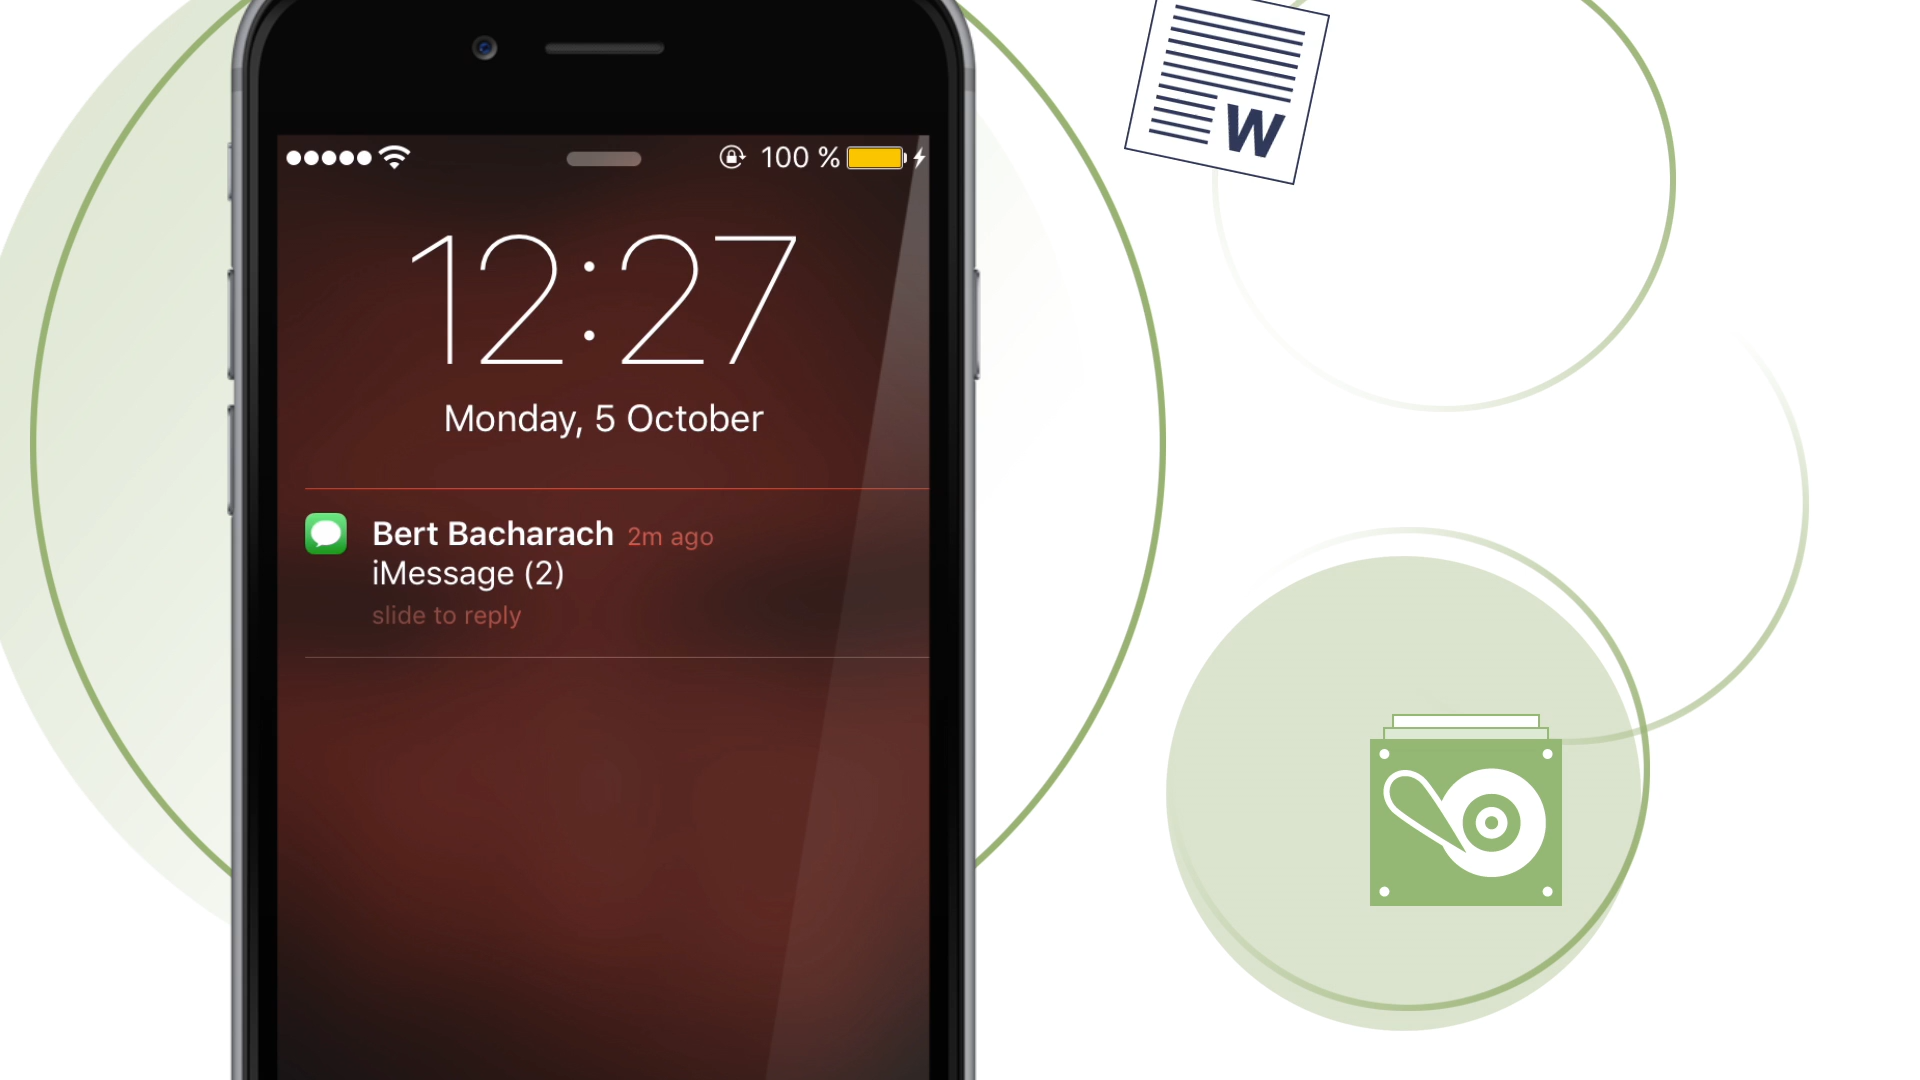 100 %
12:27
Monday, 5 October
Bert Bacharach 2m ago
iMessage (2)
slide to reply
W